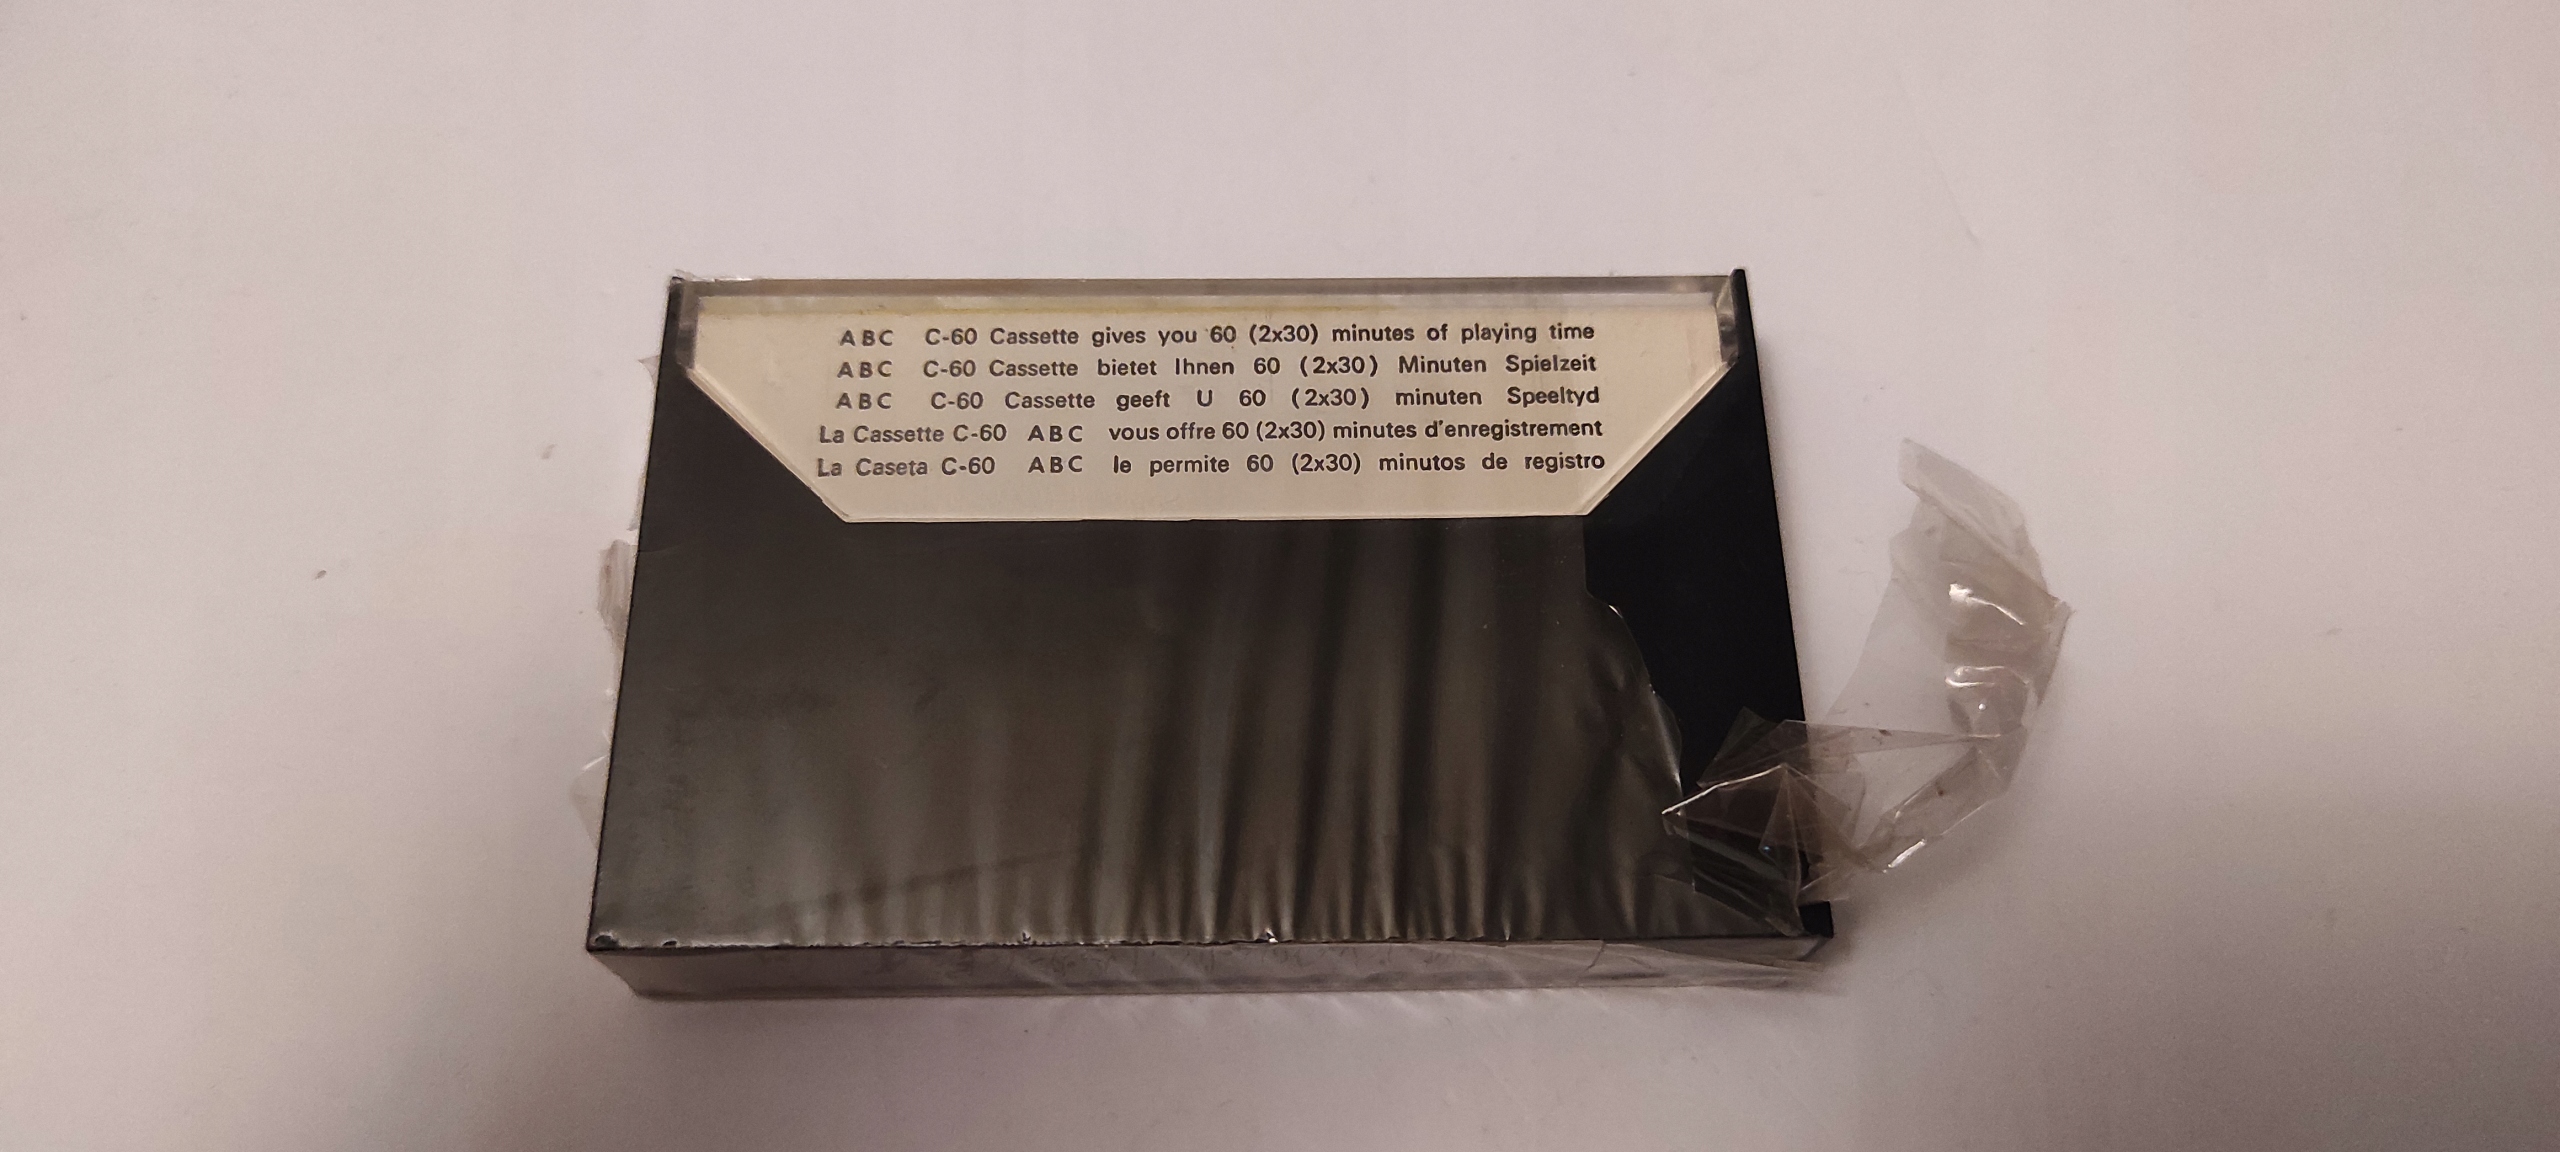 ABC C-60 Cassette gives you 60 (2x30) minutes of playing time
ABC C-60 Cassette bietet Ihnen 60 (2x30) Minuten Spielzeit
ABC C-60 Cassette geeft U 60 (2x30) minuten Speeltyd
La Cassette C-60 ABC vous offre 60 (2x30) minutes d'enregistrement
La Caseta C-60 ABC le permite 60 (2x30) minutos de registro